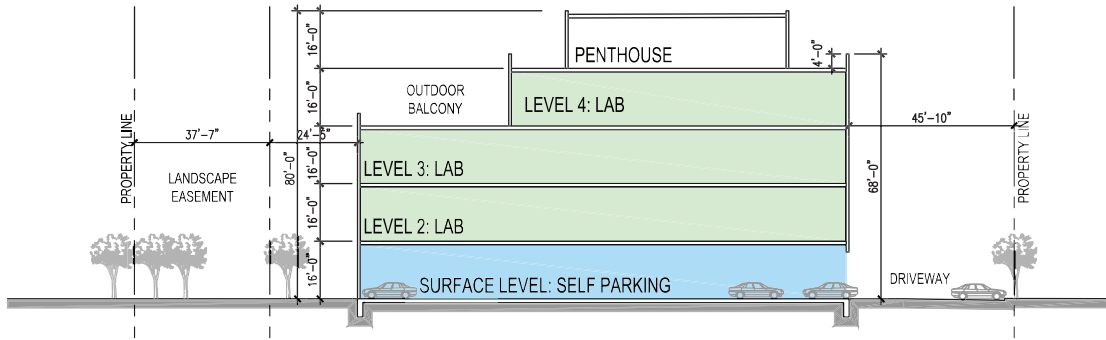 16'-0"
PENTHOUSE
4'-0"
OUTDOOR
BALCONY
16'-0"
LEVEL 4: LAB
PROPERTY LINE
37'-7"
24'-5"
45'-10"
PROPERTY LINE
LANDSCAPE
EASEMENT
80'-0"
16'-0"
LEVEL 3: LAB
68'-0"
16'-0"
LEVEL 2: LAB
16'-0"
SURFACE LEVEL: SELF PARKING
DRIVEWAY